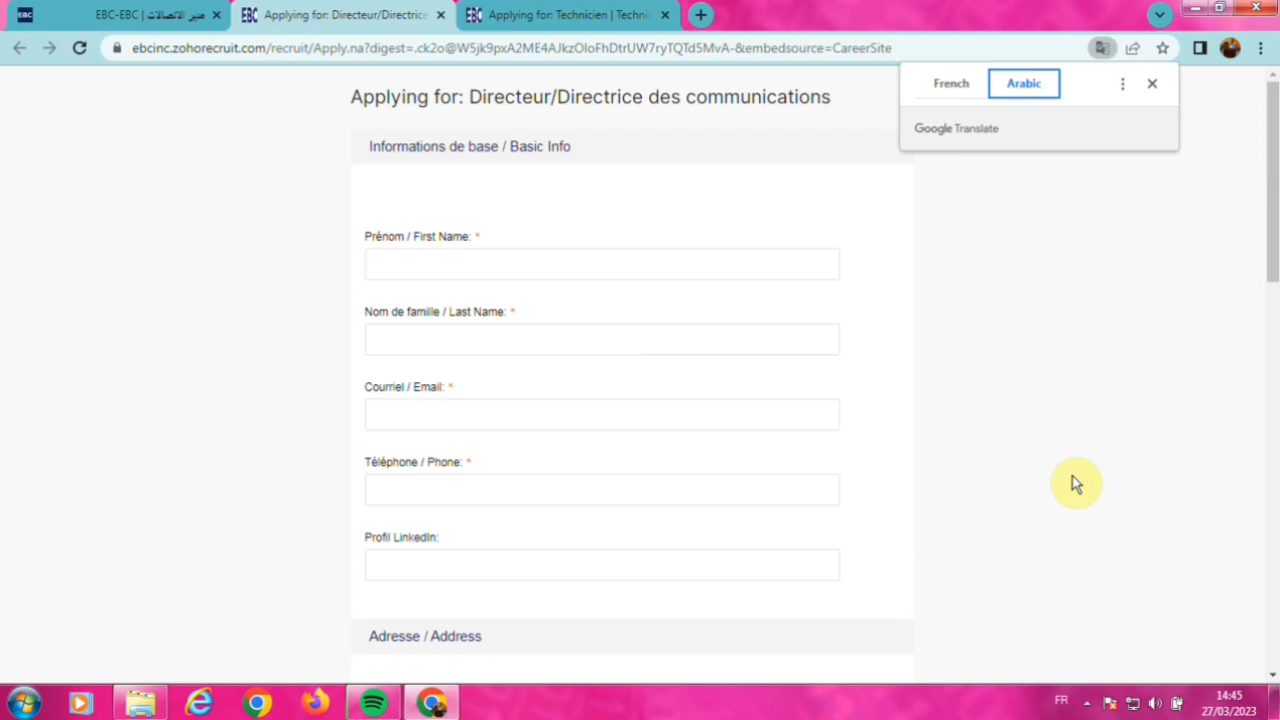 EBC
EBC-EBC | منبر الاتصالات
EBC
Applying for: Directeur/Directrice
EBC
Applying for: Technicien | Technic
ebcinc.zohorecruit.com/recruit/Apply.na?digest=.ck2o@W5jk9pxA2ME4AJkzOIoFhDtrUW7ryTQTd5MvA-&embedsource=CareerSite
French
Arabic
Google Translate
Applying for: Directeur/Directrice des communications
Informations de base / Basic Info
Prénom / First Name: *
Nom de famille / Last Name: *
Courriel / Email: *
Téléphone / Phone: *
Profil LinkedIn:
Adresse / Address
FR
14:45
27/03/2023